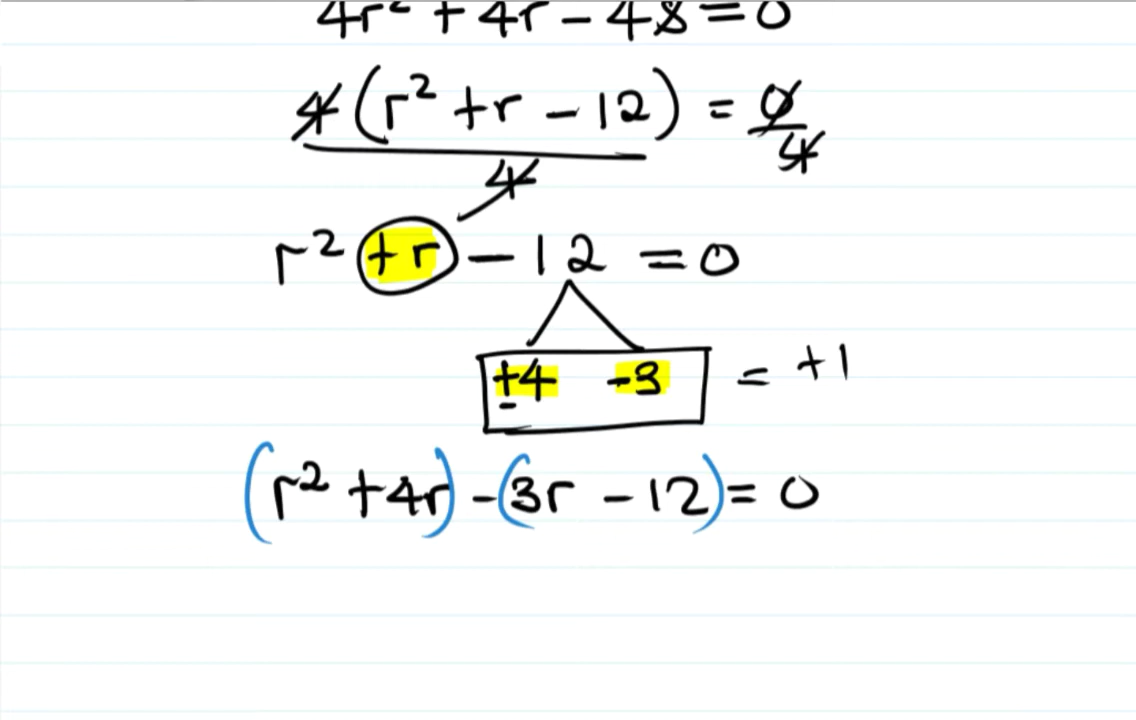 4r² + 4r - 48 = 0
4(r² + r - 12) = 0/4
4
r² + r - 12 = 0
+4 -3 = +1
(r² + 4r) - (3r - 12) = 0